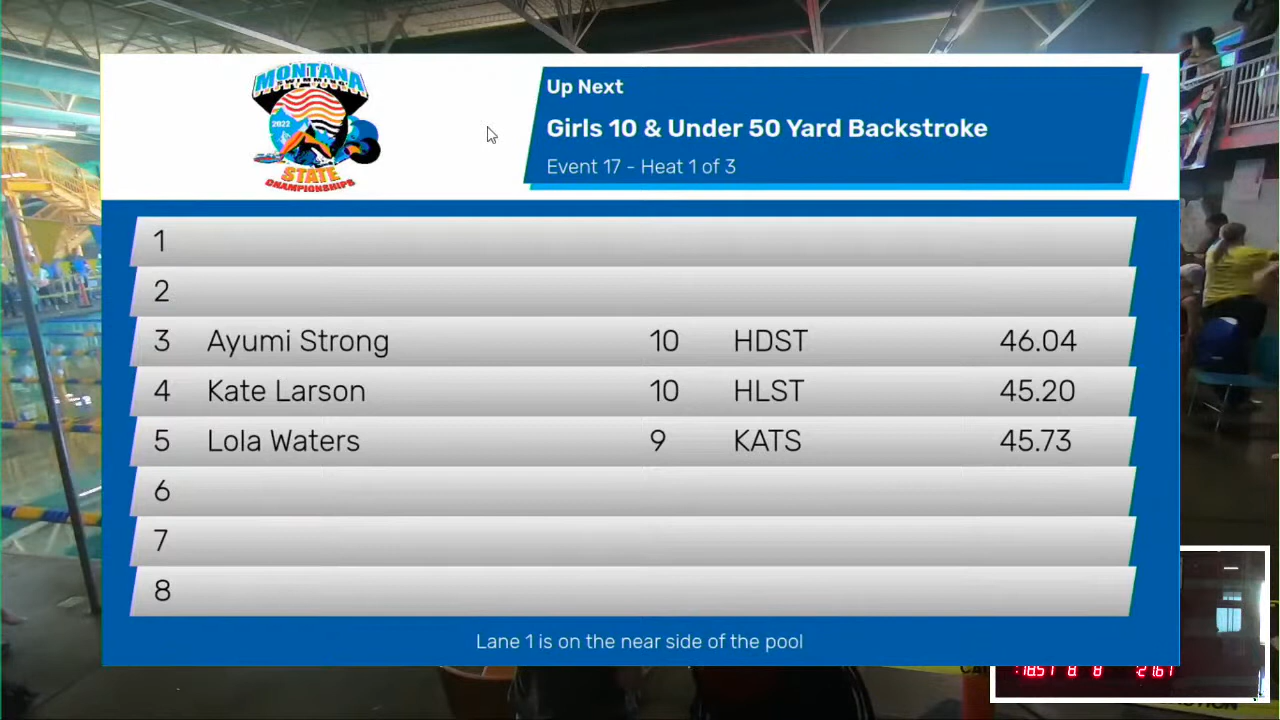 MONTANA
SWIMMING
2022
STATE
CHAMPIONSHIPS
Up Next
Girls 10 & Under 50 Yard Backstroke
Event 17 - Heat 1 of 3
1
2
3 Ayumi Strong 10 HDST 46.04
4 Kate Larson 10 HLST 45.20
5 Lola Waters 9 KATS 45.73
6
7
8
Lane 1 is on the near side of the pool